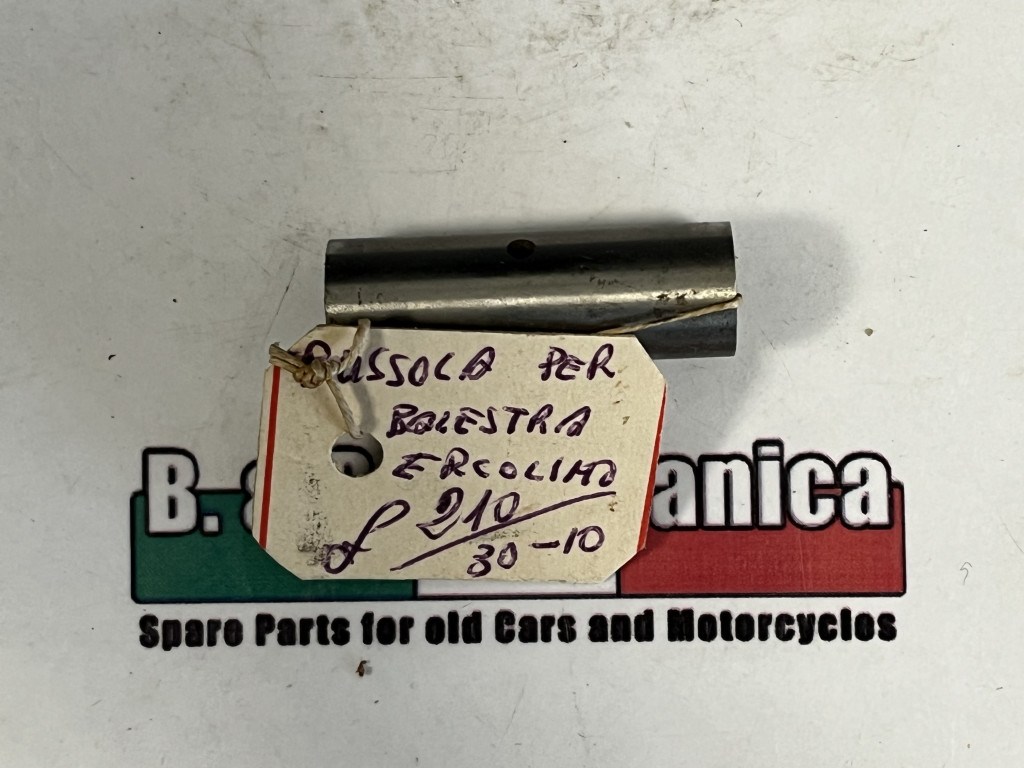 BUSSOLA PER
BALESTRA
ERCOLINO
£ 210
30-10
B. & anica
Spare Parts for old Cars and Motorcycles